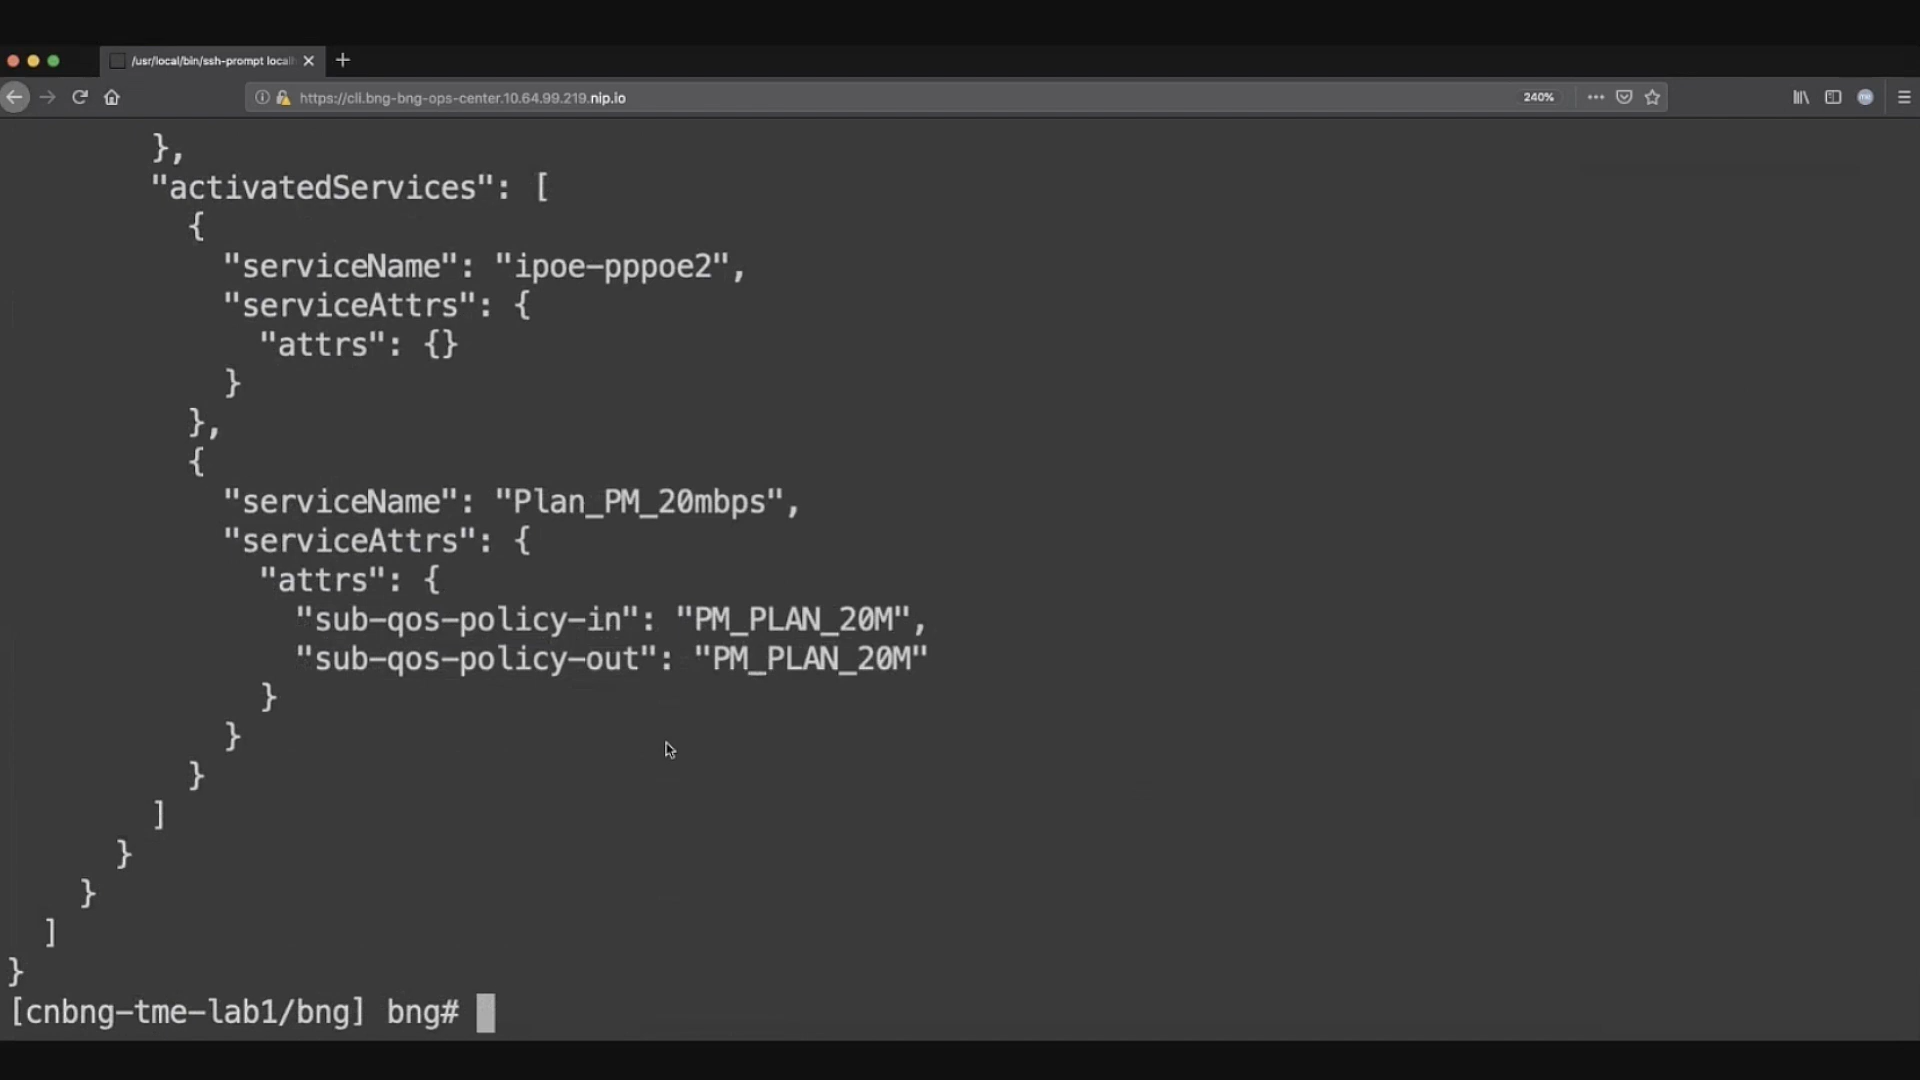 /usr/local/bin/ssh-prompt local
https://cli.bng-bng-ops-center.10.64.99.219.nip.io
240%
},
"activatedServices": [
{
"serviceName": "ipoe-pppoe2",
"serviceAttrs": {
"attrs": {}
}
},
{
"serviceName": "Plan_PM_20mbps",
"serviceAttrs": {
"attrs": {
"sub-qos-policy-in": "PM_PLAN_20M",
"sub-qos-policy-out": "PM_PLAN_20M"
}
}
}
]
}
}
]
}
[cnbng-tme-lab1/bng] bng#